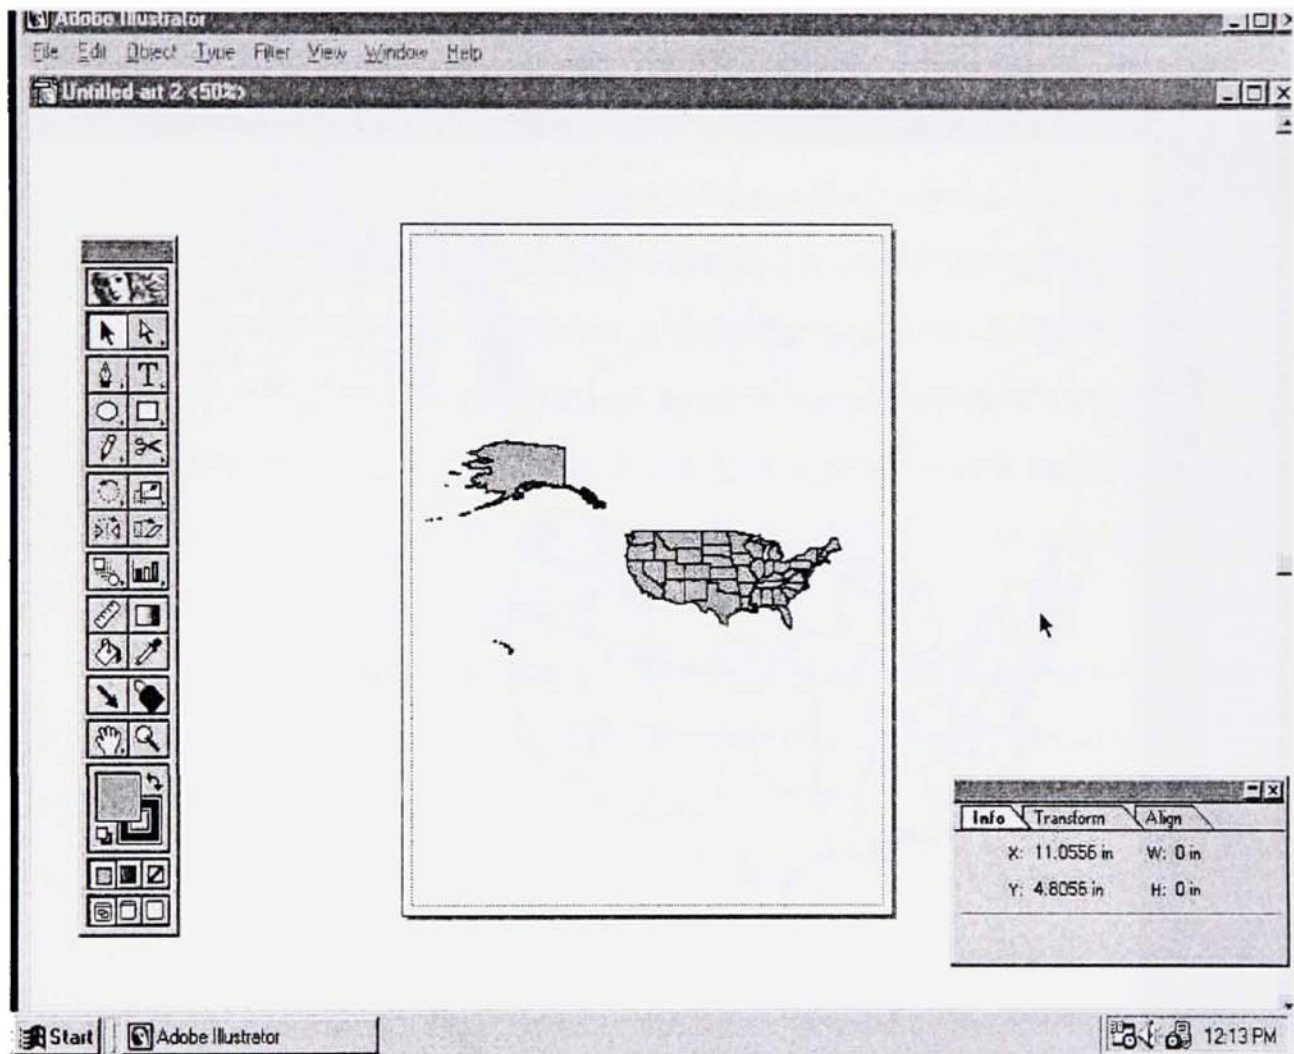 Adobe Illustrator
File Edit Object Type Filter View Window Help
Untitled art 2 <50%>
T
Info Transform Align
X: 11.0556 in W: 0 in
Y: 4.8056 in H: 0 in
Start Adobe Illustrator 12:13 PM